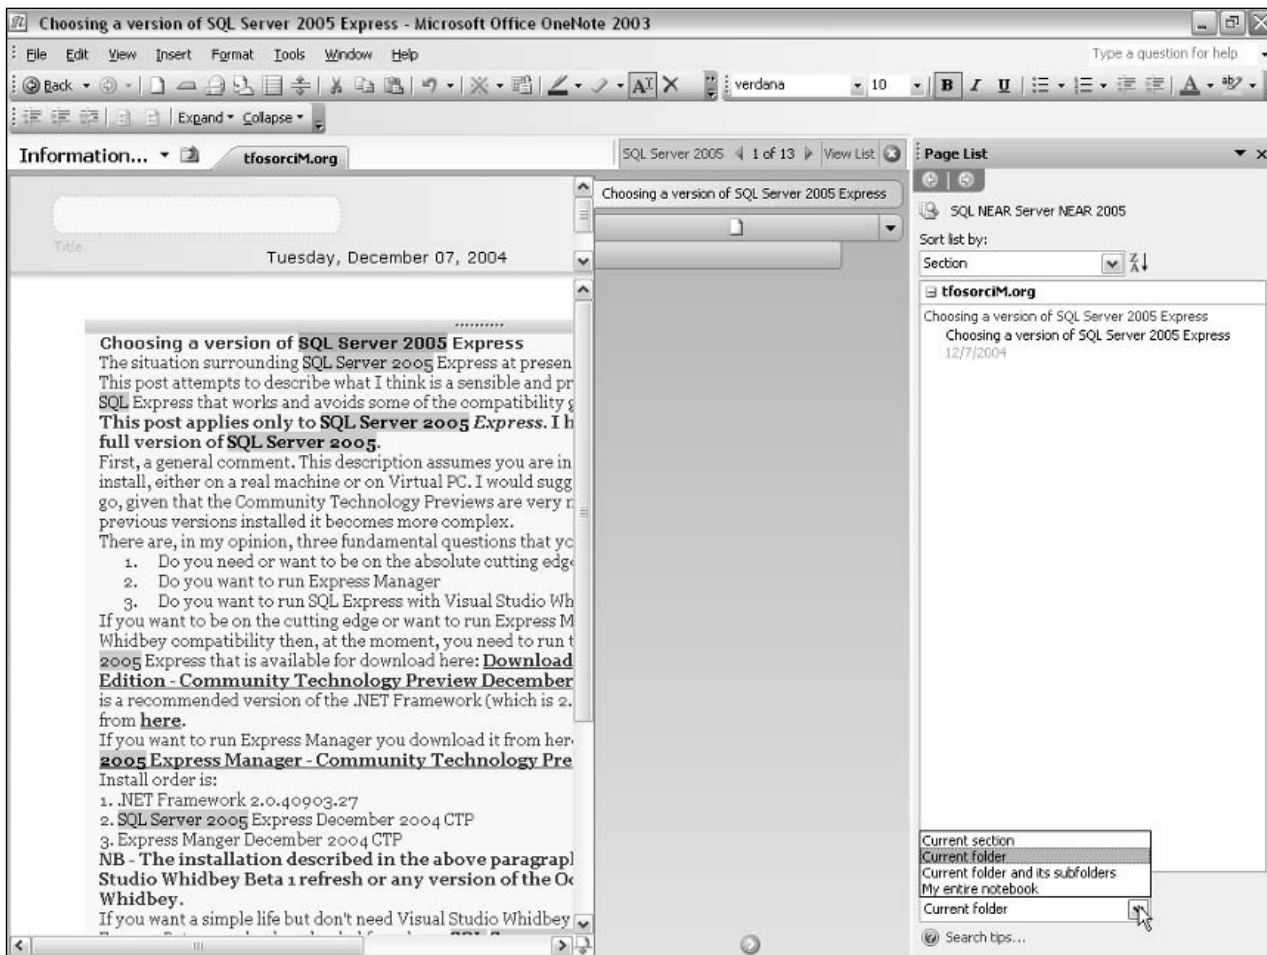 Choosing a version of SQL Server 2005 Express - Microsoft Office OneNote 2003
File Edit View Insert Format Tools Window Help
Type a question for help
Back
verdana 10 B I U A
Expand Collapse
Information...
tfosorciM.org
SQL Server 2005 1 of 13 View List
Page List
Choosing a version of SQL Server 2005 Express
Title
Tuesday, December 07, 2004
Choosing a version of SQL Server 2005 Express
The situation surrounding SQL Server 2005 Express at presen
This post attempts to describe what I think is a sensible and pr
SQL Express that works and avoids some of the compatibility g
This post applies only to SQL Server 2005 Express. I h
full version of SQL Server 2005.
First, a general comment. This description assumes you are in
install, either on a real machine or on Virtual PC. I would sugg
go, given that the Community Technology Previews are very n
previous versions installed it becomes more complex.
There are, in my opinion, three fundamental questions that yo
1. Do you need or want to be on the absolute cutting edge
2. Do you want to run Express Manager
3. Do you want to run SQL Express with Visual Studio Wh
If you want to be on the cutting edge or want to run Express M
Whidbey compatibility then, at the moment, you need to run t
2005 Express that is available for download here: Download
Edition - Community Technology Preview December
is a recommended version of the .NET Framework (which is 2.
from here.
If you want to run Express Manager you download it from her
2005 Express Manager - Community Technology Pre
Install order is:
1. .NET Framework 2.0.40903.27
2. SQL Server 2005 Express December 2004 CTP
3. Express Manger December 2004 CTP
NB - The installation described in the above paragrap
Studio Whidbey Beta 1 refresh or any version of the Oc
Whidbey.
If you want a simple life but don't need Visual Studio Whidbey
SQL NEAR Server NEAR 2005
Sort list by:
Section
tfosorciM.org
Choosing a version of SQL Server 2005 Express
Choosing a version of SQL Server 2005 Express
12/7/2004
Current section
Current folder
Current folder and its subfolders
My entire notebook
Current folder
Search tips...